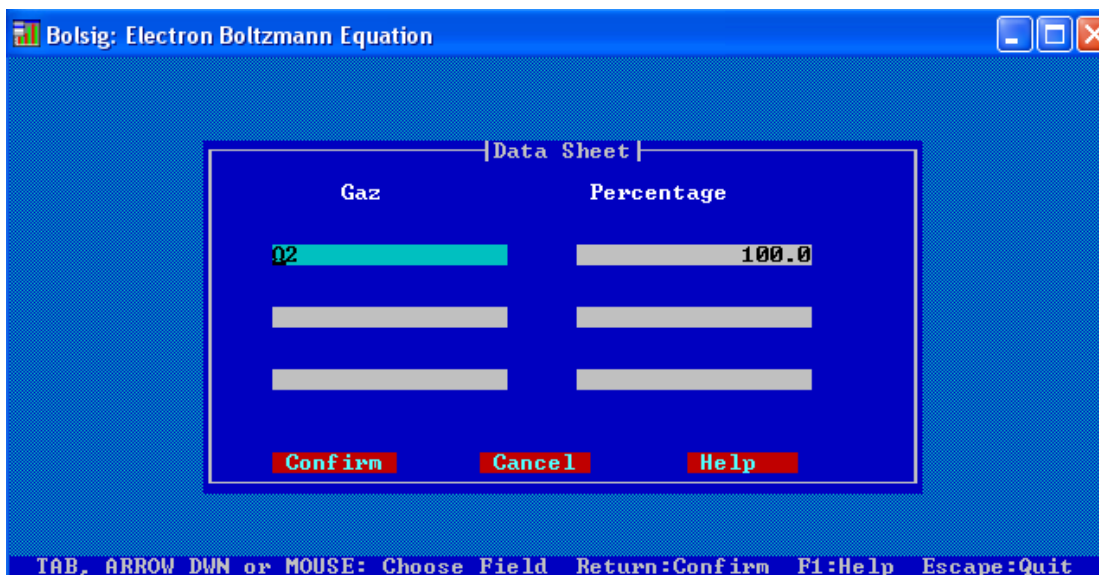 Bolsig: Electron Boltzmann Equation
Data Sheet
Gaz Percentage
O2 100.0
Confirm Cancel Help
TAB, ARROW DWN or MOUSE: Choose Field Return:Confirm F1:Help Escape:Quit